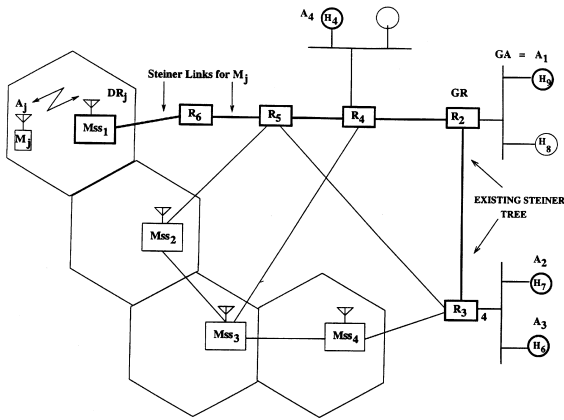 A4
H4
GA = A1
H9
Steiner Links for Mj
DRj
GR
Aj
Mss1
R6
R5
R4
R2
Mj
H8
EXISTING STEINER
TREE
Mss2
A2
H7
R3
4
A3
Mss3
Mss4
H6